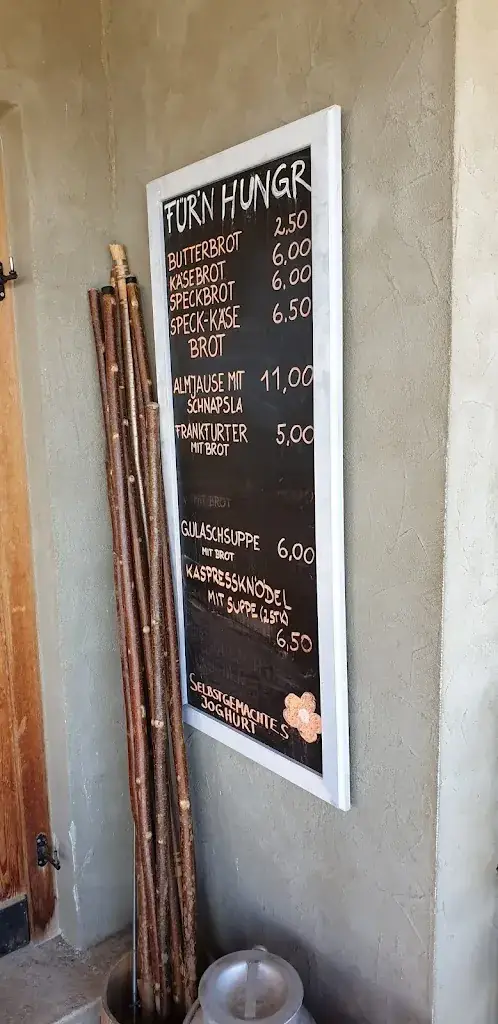 FÜR'N HUNGR
BUTTERBROT 2,50
KÄSEBROT 6,00
SPECKBROT 6,00
SPECK-KÄSE 6,50
BROT
ALMJAUSE MIT 11,00
SCHNAPSLA
FRANKFURTER 5,00
MIT BROT
MIT BROT
GULASCHSUPPE 6,00
MIT BROT
KASPRESSKNÖDEL
MIT SUPPE (2STK)
6,50
SELBSTGEMACHTES
JOGHURT